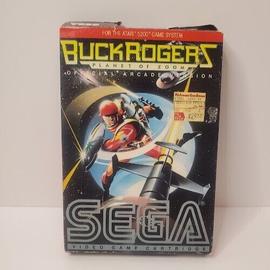 FOR THE ATARI 5200 GAME SYSTEM
BUCK ROGERS
PLANET OF ZOOM
OFFICIAL ARCADE VERSION
SEGA
VIDEO GAME CARTRIDGE